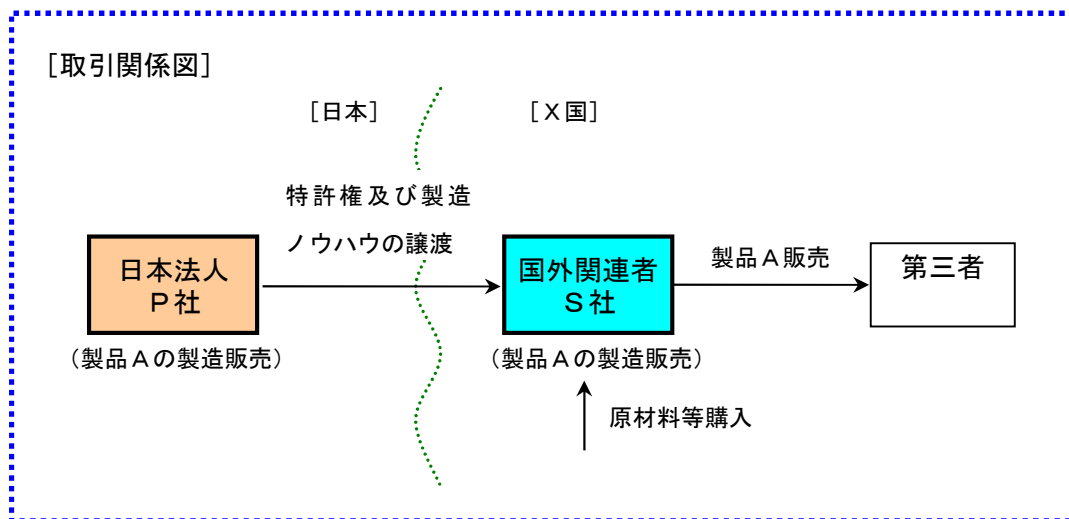 ［取引関係図］
［日本］
［Ｘ国］
特許権及び製造
ノウハウの譲渡
日本法人
Ｐ社
国外関連者
Ｓ社
製品Ａ販売
第三者
（製品Ａの製造販売）
（製品Ａの製造販売）
原材料等購入